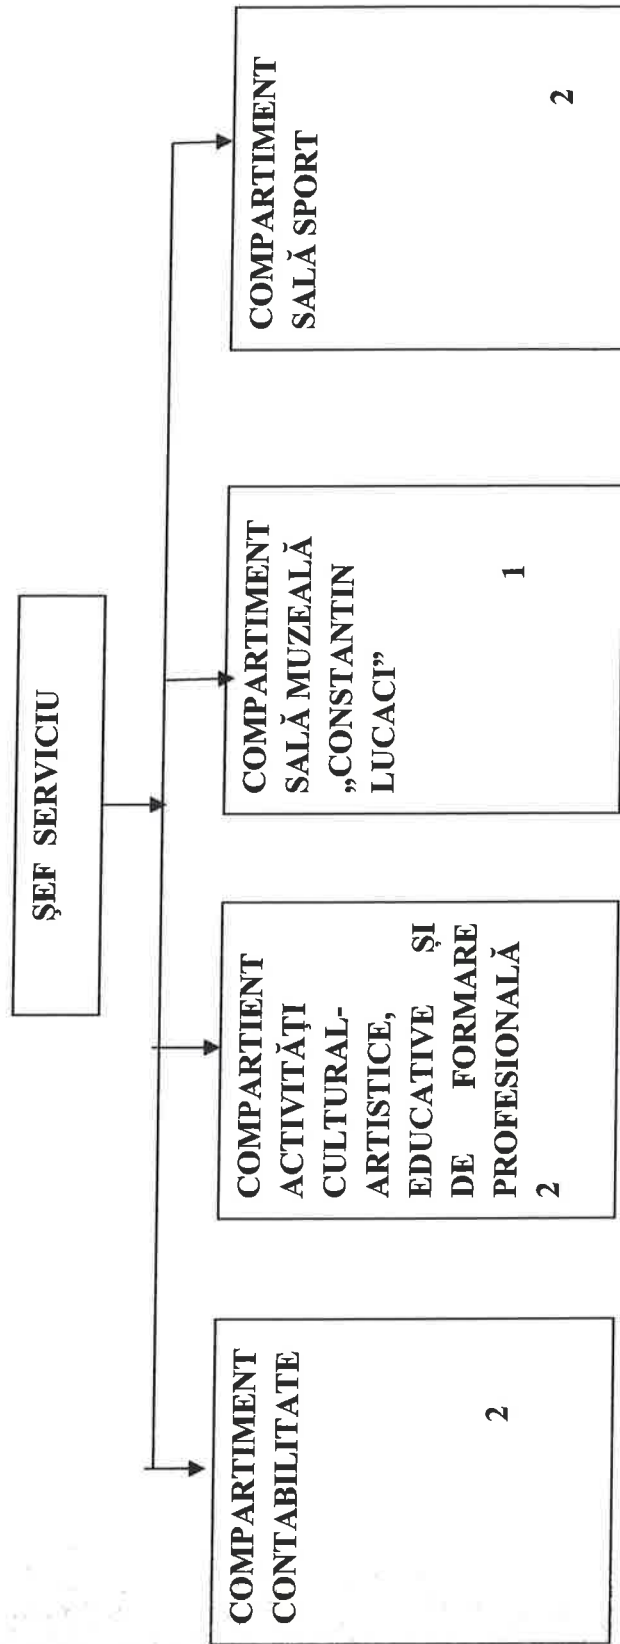 ŞEF SERVICIU
COMPARTIMENT
CONTABILITATE
2
COMPARTIENT
ACTIVITĂŢI
CULTURAL-
ARTISTICE,
EDUCATIVE ŞI
DE FORMARE
PROFESIONALĂ
2
COMPARTIMENT
SALĂ MUZEALĂ
„CONSTANTIN
LUCACI”
1
COMPARTIMENT
SALĂ SPORT
2